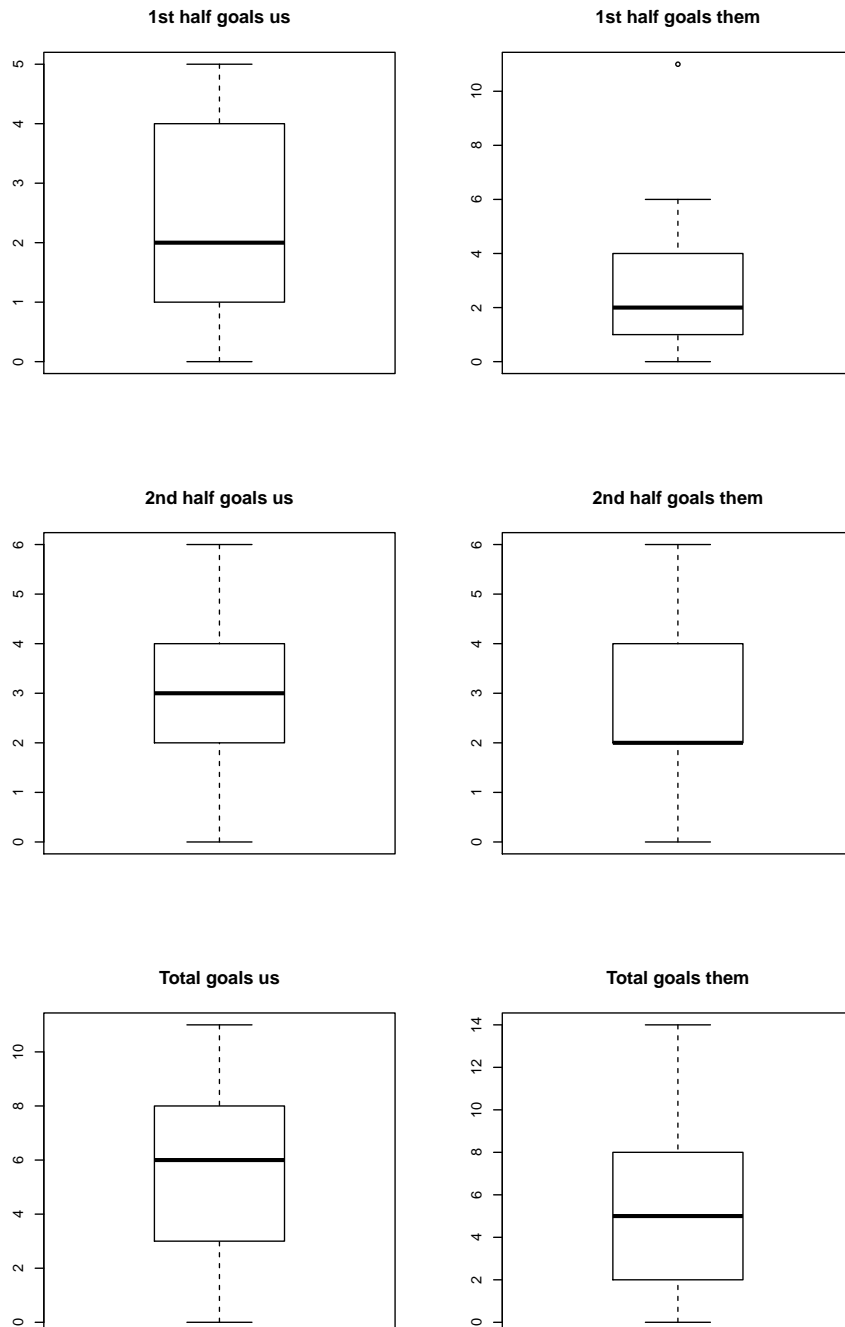 1st half goals us
0 1 2 3 4 5
1st half goals them
0 2 4 6 8 10
2nd half goals us
0 1 2 3 4 5 6
2nd half goals them
0 1 2 3 4 5 6
Total goals us
0 2 4 6 8 10
Total goals them
0 2 4 6 8 10 12 14